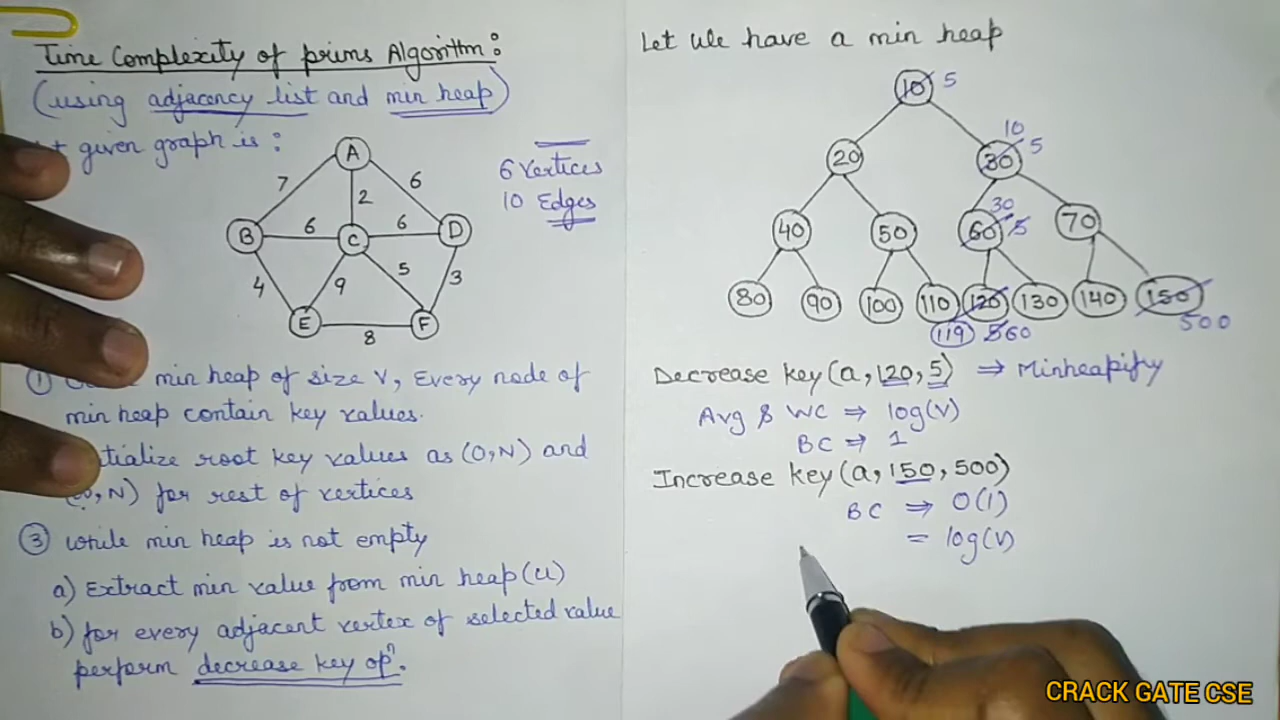 Time Complexity of prims Algorithm:
(using adjacency list and min heap)
given graph is:
6 vertices
10 Edges
A
7
2
6
B
6
C
6
D
4
9
5
3
E
8
F
① min heap of size V, Every node of
min heap contain key values.
tialize root key values as (0,N) and
, N) for rest of vertices
③ while min heap is not empty
a) Extract min value from min heap(u)
b) for every adjacent vertex of selected value
perform decrease key opⁿ.
Let we have a min heap
10 5
10
20 30 5
30
40 50 60 5 70
80 90 100 110 120 130 140 150
119 5 60 500
Decrease key(a, 120, 5) ⇒ Minheapify
Avg & WC ⇒ log(V)
BC ⇒ 1
Increase key(a, 150, 500)
BC ⇒ O(1)
= log(V)
CRACK GATE CSE